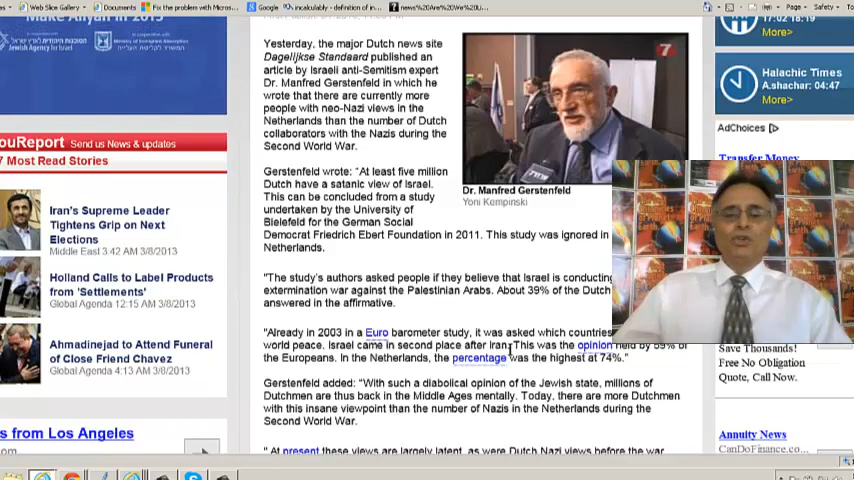 Web Slice Gallery
Documents
Fix the problem with Micros...
Google
incalculably - definition of in...
news%20Are%20We%20U...
Page
Safety
To
Make Aliyah in 2013
Jewish Agency for Israel
ouReport Send us News & updates
7 Most Read Stories
Iran's Supreme Leader
Tightens Grip on Next
Elections
Middle East 3:42 AM 3/8/2013
Holland Calls to Label Products
from 'Settlements'
Global Agenda 12:15 AM 3/8/2013
Ahmadinejad to Attend Funeral
of Close Friend Chavez
Global Agenda 4:13 AM 3/8/2013
s from Los Angeles
Yesterday, the major Dutch news site
Dagelijkse Standaard published an
article by Israeli anti-Semitism expert
Dr. Manfred Gerstenfeld in which he
wrote that there are currently more
people with neo-Nazi views in the
Netherlands than the number of Dutch
collaborators with the Nazis during the
Second World War.
7
Dr. Manfred Gerstenfeld
Yoni Kempinski
Gerstenfeld wrote: "At least five million
Dutch have a satanic view of Israel.
This can be concluded from a study
undertaken by the University of
Bielefeld for the German Social
Democrat Friedrich Ebert Foundation in 2011. This study was ignored in
Netherlands.
"The study's authors asked people if they believe that Israel is conducting
extermination war against the Palestinian Arabs. About 39% of the Dutch
answered in the affirmative.
"Already in 2003 in a Euro barometer study, it was asked which countries
world peace. Israel came in second place after Iran. This was the opinion held by 59% of
the Europeans. In the Netherlands, the percentage was the highest at 74%."
Gerstenfeld added: "With such a diabolical opinion of the Jewish state, millions of
Dutchmen are thus back in the Middle Ages mentally. Today, there are more Dutchmen
with this insane viewpoint than the number of Nazis in the Netherlands during the
Second World War.
"At present these views are largely latent, as were Dutch Nazi views before the war
17:02 18:19
More>
Halachic Times
A.shachar: 04:47
More>
AdChoices
Transfer Money
Save Thousands!
Free No Obligation
Quote, Call Now!
Annuity News
CanDoFinance.co...